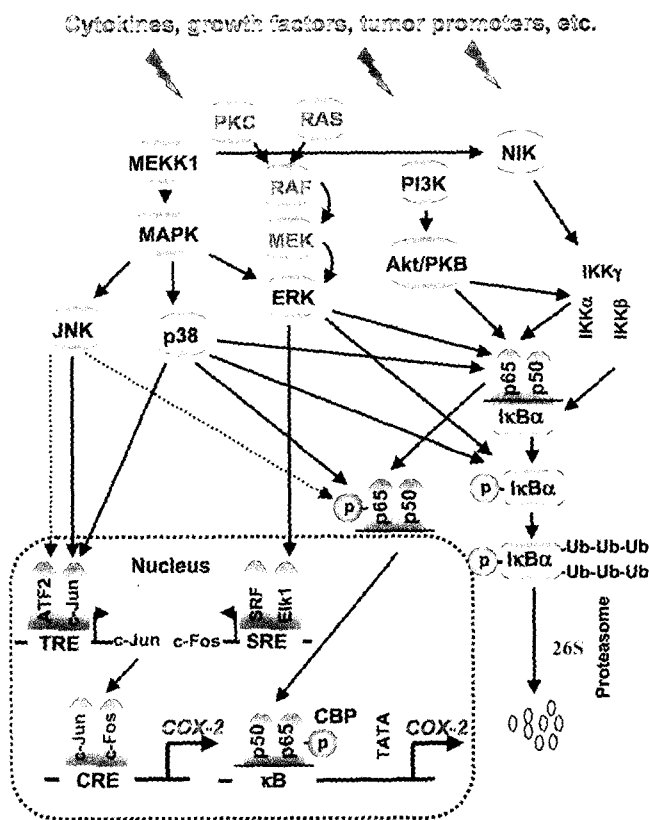 Cytokines, growth factors, tumor promoters, etc.
PKC
RAS
MEKK1
NIK
RAF
PI3K
MAPK
MEK
Akt/PKB
IKKγ
ERK
IKKα
IKKβ
JNK
p38
p65
p50
IκBα
p
p65
p50
p
IκBα
Nucleus
p
IκBα
Ub-Ub-Ub
Ub-Ub-Ub
ATF2
c-Jun
SRF
Elk1
TRE
c-Jun
c-Fos
SRE
26S
Proteasome
c-Jun
c-Fos
COX-2
p50
p65
CBP
p
TATA
COX-2
CRE
κB